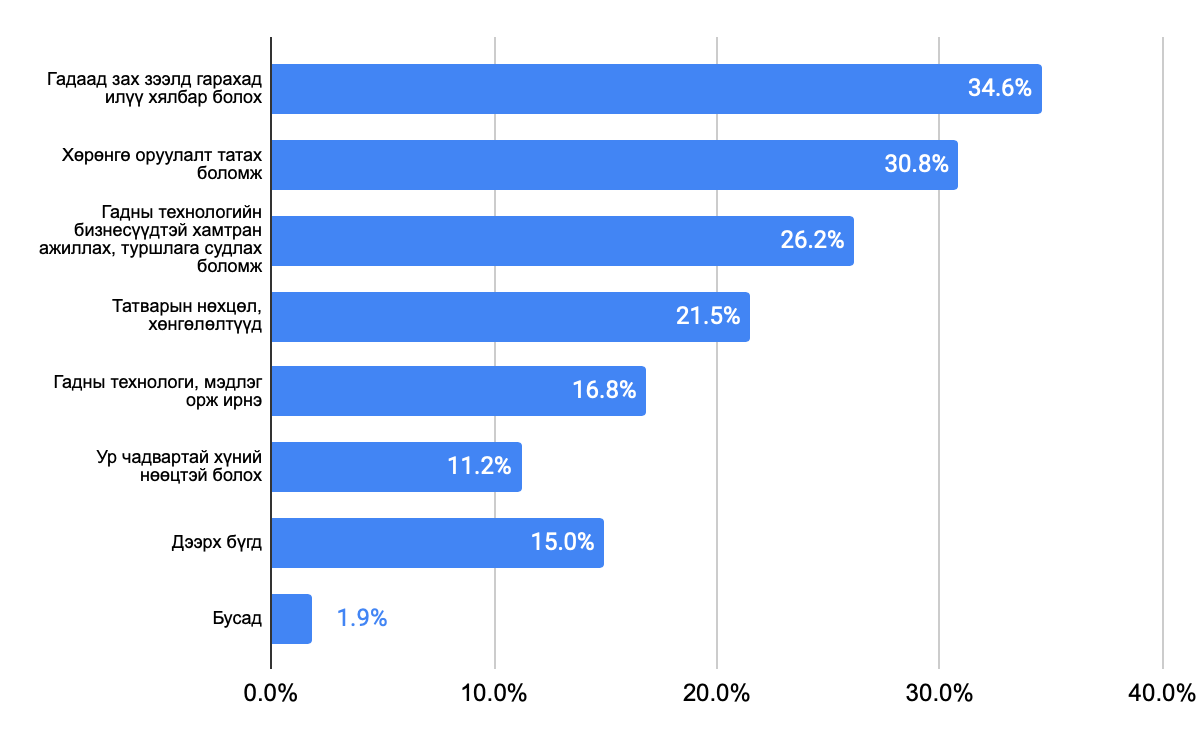 Гадаад зах зээлд гарахад
илүү хялбар болох
34.6%
Хөрөнгө оруулалт татах
боломж
30.8%
Гадны технологийн
бизнесүүдтэй хамтран
ажиллах, туршлага судлах
боломж
26.2%
Татварын нөхцөл,
хөнгөлөлтүүд
21.5%
Гадны технологи, мэдлэг
орж ирнэ
16.8%
Ур чадвартай хүний
нөөцтэй болох
11.2%
Дээрх бүгд
15.0%
Бусад
1.9%
0.0%
10.0%
20.0%
30.0%
40.0%